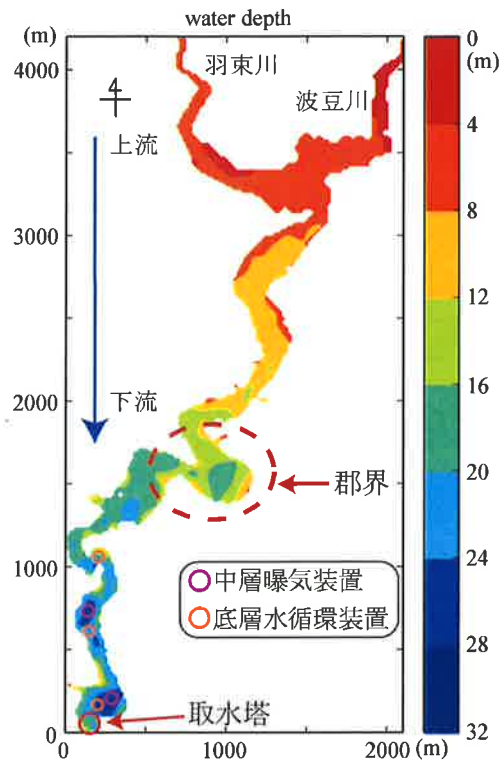 water depth
(m)
4000
3000
2000
1000
0
0
1000
2000
(m)
羽束川
波豆川
上流
下流
郡界
中層曝気装置
底層水循環装置
取水塔
0
(m)
4
8
12
16
20
24
28
32